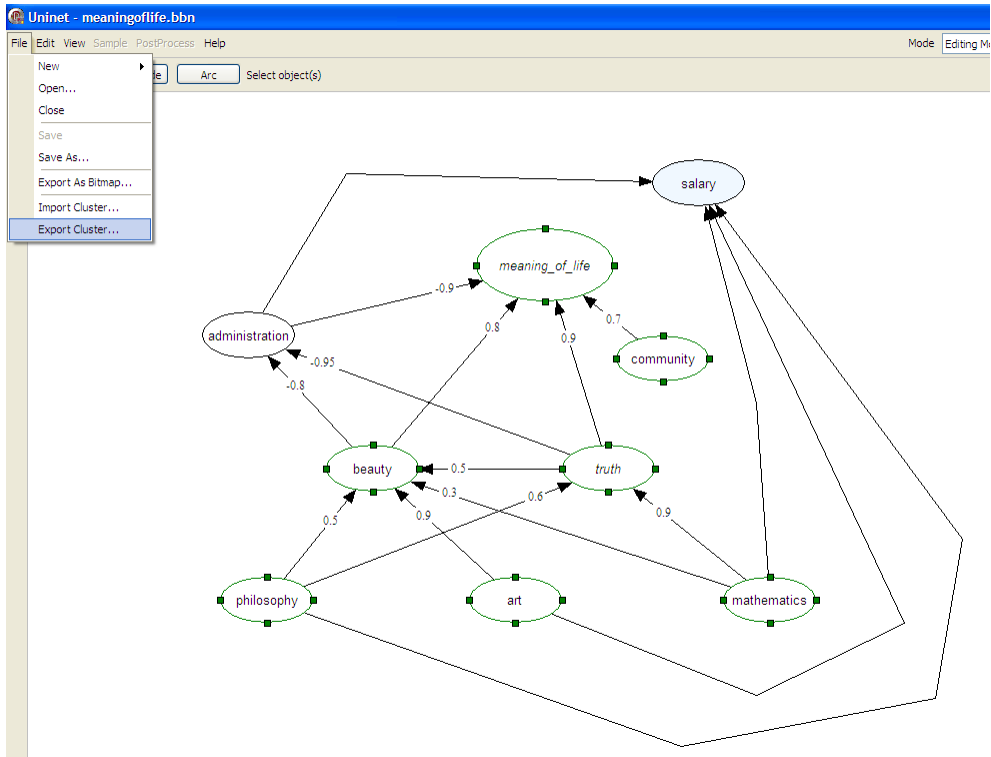 Uninet - meaningoflife.bbn
File Edit View Sample PostProcess Help Mode Editing Mo
New
Open...
Close
Save
Save As...
Export As Bitmap...
Import Cluster...
Export Cluster...
de Arc Select object(s)
salary
meaning_of_life
-0.9
0.8
0.7
administration
0.9
community
-0.95
-0.8
beauty
0.5
truth
0.3
0.6
0.5
0.9
0.9
philosophy
art
mathematics